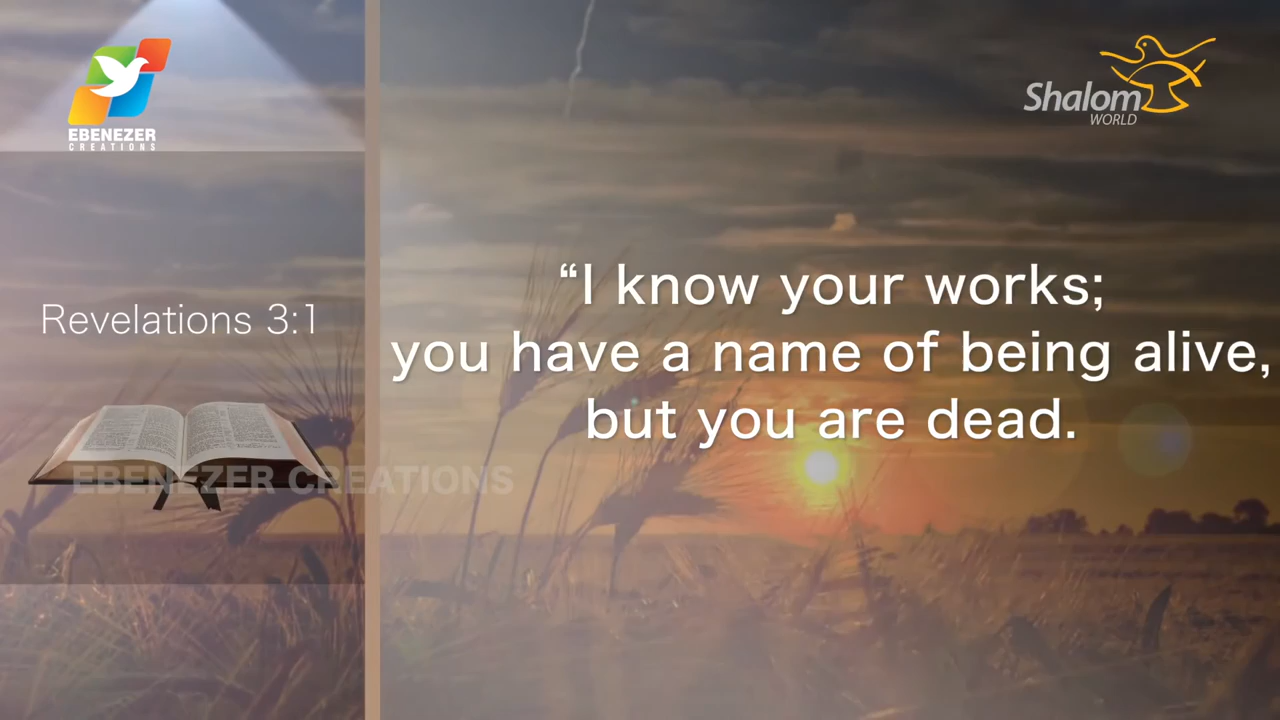 EBENEZER
CREATIONS
Shalom
WORLD
Revelations 3:1
“I know your works;
you have a name of being alive,
but you are dead.
EBENEZER CREATIONS